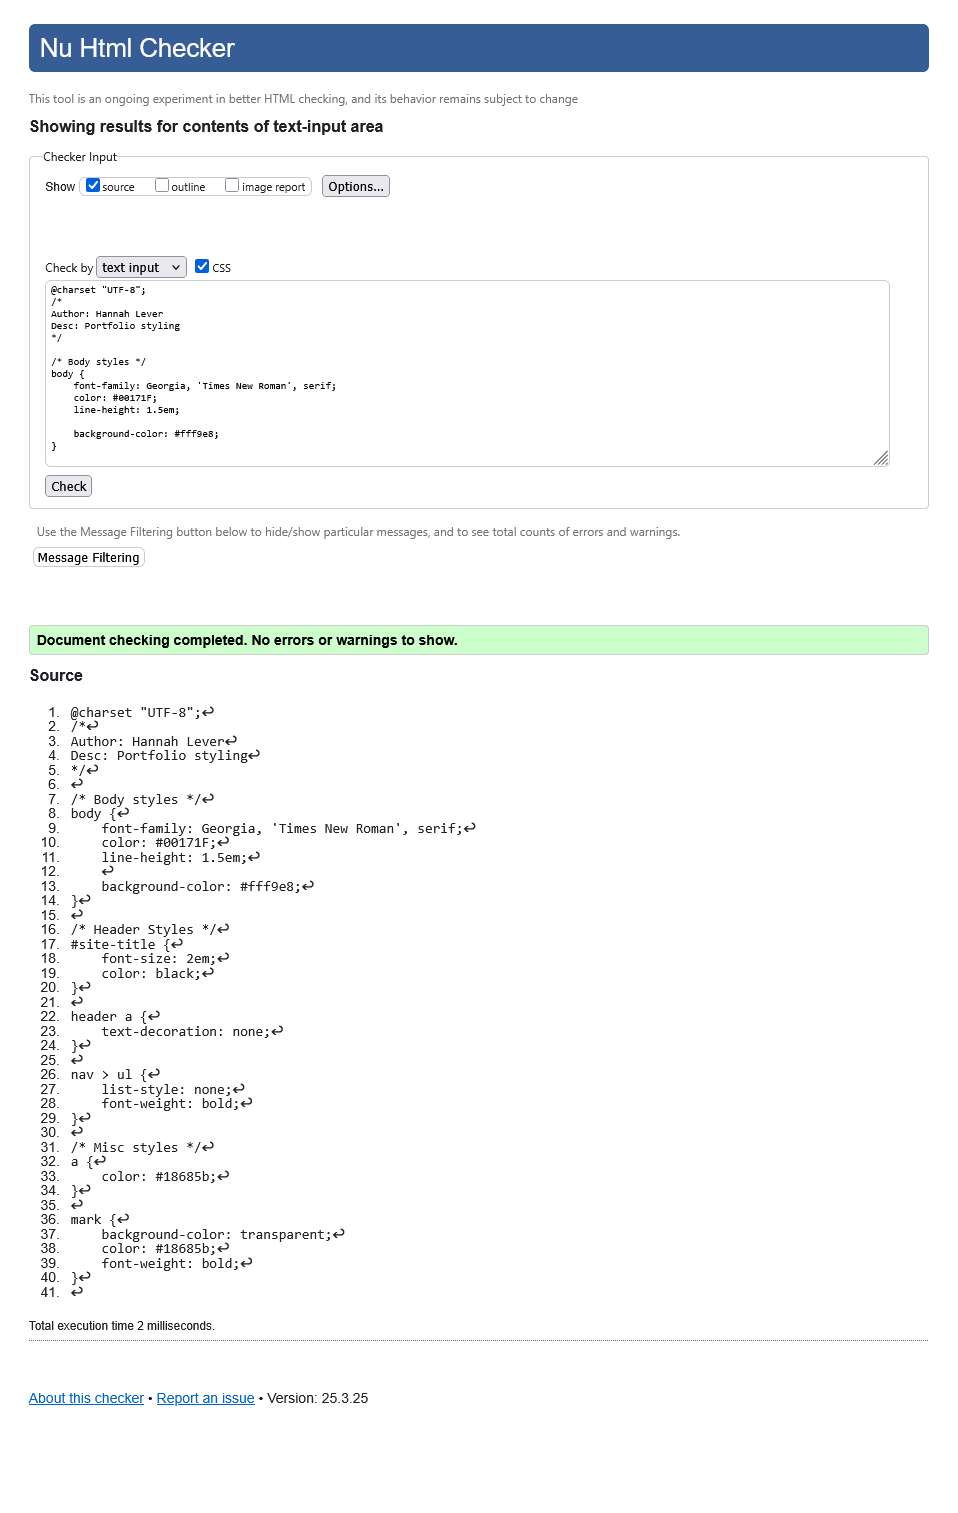 Nu Html Checker
This tool is an ongoing experiment in better HTML checking, and its behavior remains subject to change
Showing results for contents of text-input area
Checker Input
Show source outline image report Options...
Check by text input CSS
@charset "UTF-8";
/*
Author: Hannah Lever
Desc: Portfolio styling
*/
/* Body styles */
body {
    font-family: Georgia, 'Times New Roman', serif;
    color: #00171F;
    line-height: 1.5em;
    background-color: #fff9e8;
}
Check
Use the Message Filtering button below to hide/show particular messages, and to see total counts of errors and warnings.
Message Filtering
Document checking completed. No errors or warnings to show.
Source
1. @charset "UTF-8";↩
2. /*↩
3. Author: Hannah Lever↩
4. Desc: Portfolio styling↩
5. */↩
6. ↩
7. /* Body styles */↩
8. body {↩
9.     font-family: Georgia, 'Times New Roman', serif;↩
10.     color: #00171F;↩
11.     line-height: 1.5em;↩
12.     ↩
13.     background-color: #fff9e8;↩
14. }↩
15. ↩
16. /* Header Styles */↩
17. #site-title {↩
18.     font-size: 2em;↩
19.     color: black;↩
20. }↩
21. ↩
22. header a {↩
23.     text-decoration: none;↩
24. }↩
25. ↩
26. nav > ul {↩
27.     list-style: none;↩
28.     font-weight: bold;↩
29. }↩
30. ↩
31. /* Misc styles */↩
32. a {↩
33.     color: #18685b;↩
34. }↩
35. ↩
36. mark {↩
37.     background-color: transparent;↩
38.     color: #18685b;↩
39.     font-weight: bold;↩
40. }↩
41. ↩
Total execution time 2 milliseconds.
About this checker • Report an issue • Version: 25.3.25